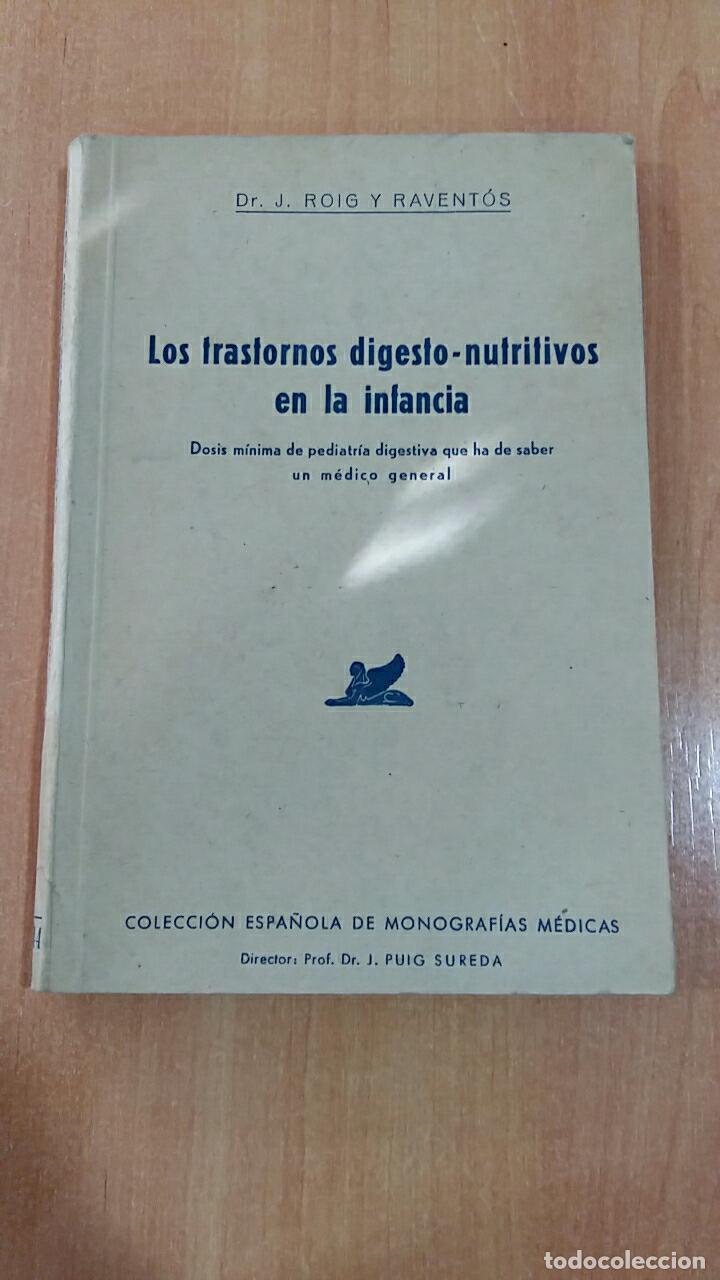 Dr. J. ROIG Y RAVENTÓS
Los trastornos digesto-nutritivos
en la infancia
Dosis mínima de pediatría digestiva que ha de saber
un médico general
COLECCIÓN ESPAÑOLA DE MONOGRAFÍAS MÉDICAS
Director: Prof. Dr. J. PUIG SUREDA
todocoleccion